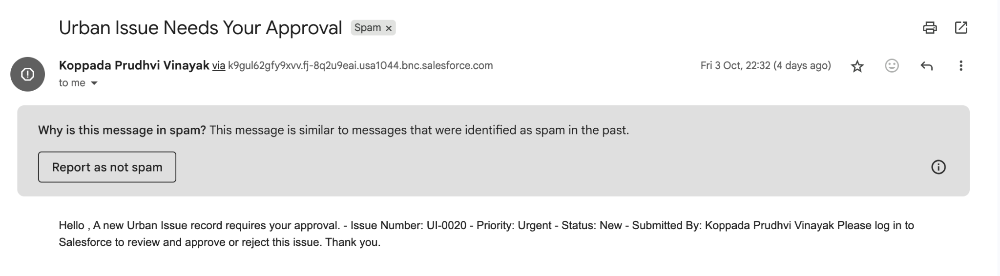 Urban Issue Needs Your Approval Spam ×
Koppada Prudhvi Vinayak via k9gul62gfy9xvv.fj-8q2u9eai.usa1044.bnc.salesforce.com Fri 3 Oct, 22:32 (4 days ago)
to me
Why is this message in spam? This message is similar to messages that were identified as spam in the past.
Report as not spam
Hello , A new Urban Issue record requires your approval. - Issue Number: UI-0020 - Priority: Urgent - Status: New - Submitted By: Koppada Prudhvi Vinayak Please log in to
Salesforce to review and approve or reject this issue. Thank you.